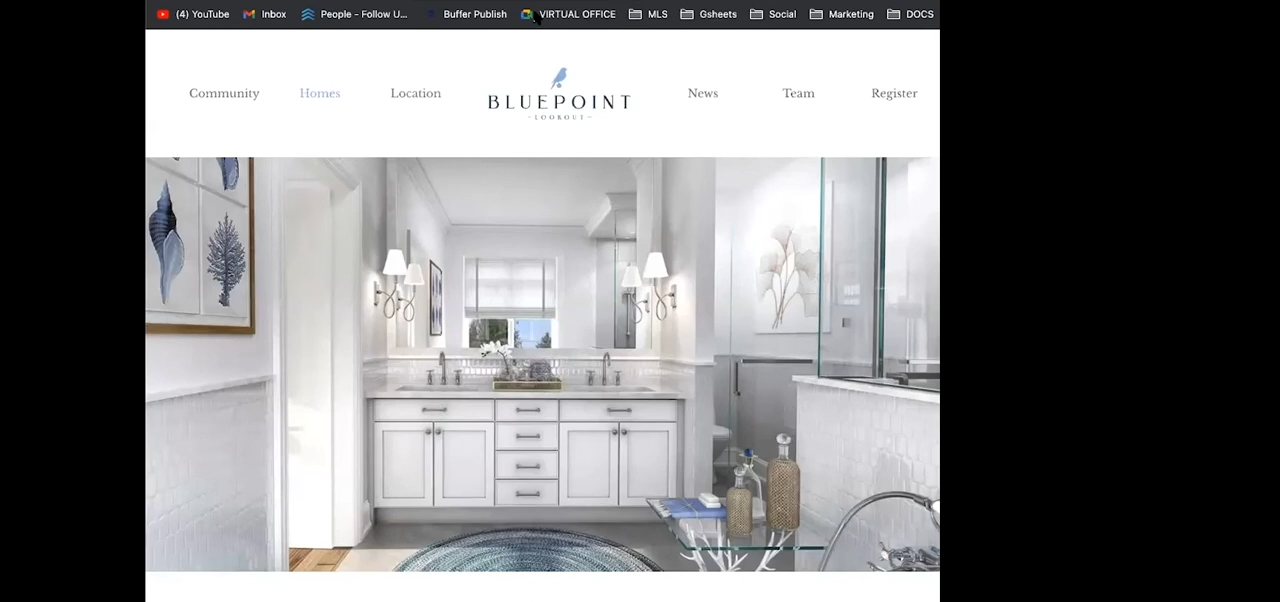 (4) YouTube Inbox People - Follow U... Buffer Publish VIRTUAL OFFICE MLS Gsheets Social Marketing DOCS
Community Homes Location BLUEPOINT News Team Register
- LOOKOUT -